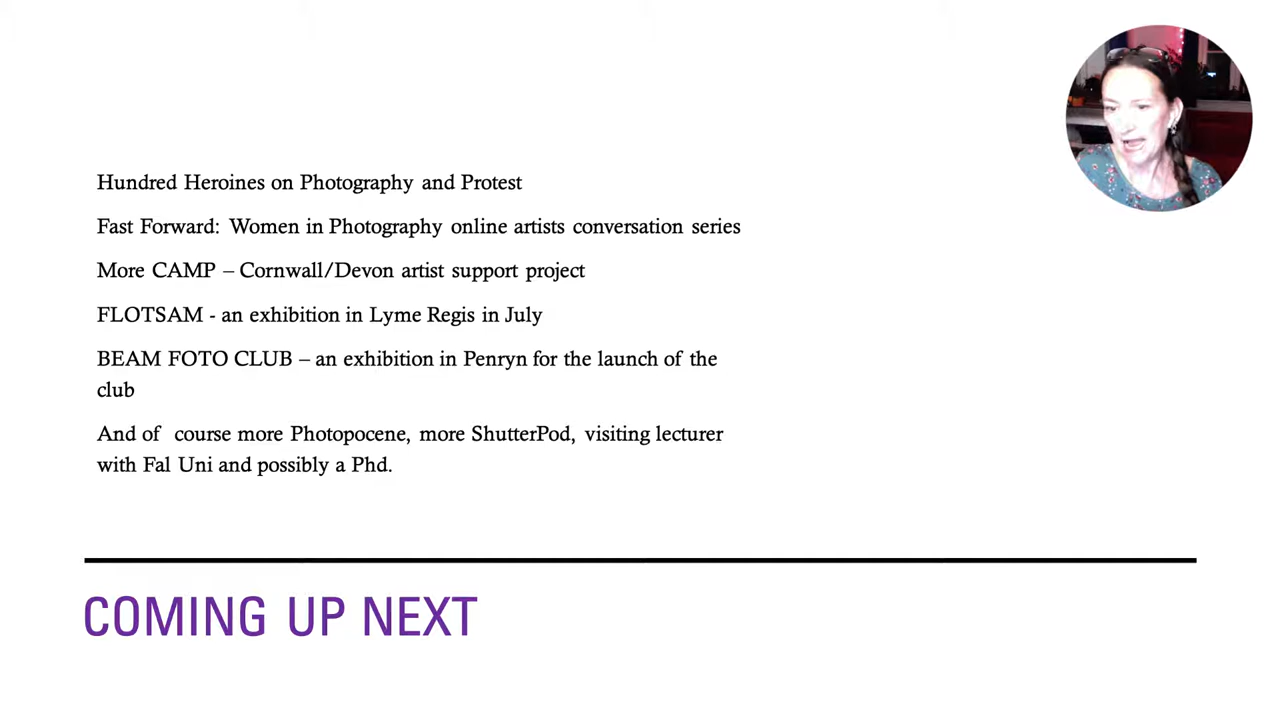 Hundred Heroines on Photography and Protest
Fast Forward: Women in Photography online artists conversation series
More CAMP – Cornwall/Devon artist support project
FLOTSAM - an exhibition in Lyme Regis in July
BEAM FOTO CLUB – an exhibition in Penryn for the launch of the
club
And of course more Photopocene, more ShutterPod, visiting lecturer
with Fal Uni and possibly a Phd.
COMING UP NEXT